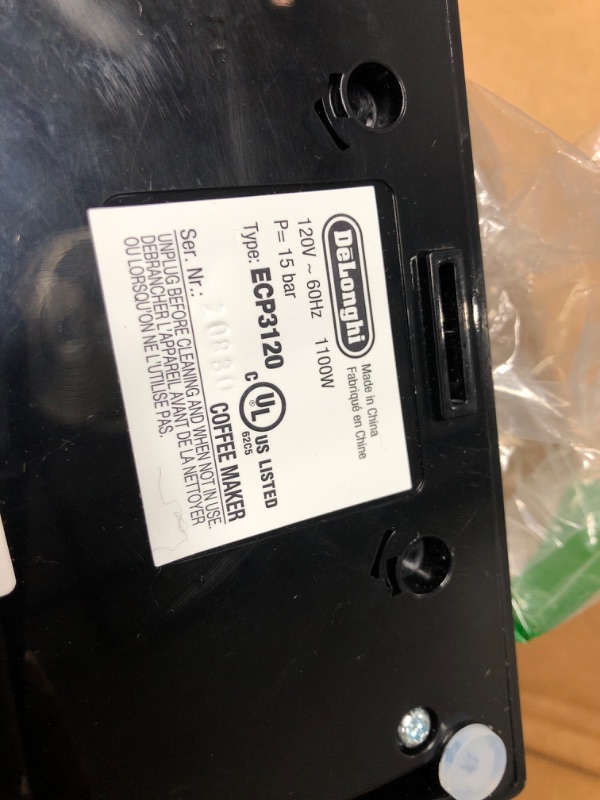 DeLonghi
Made in China
Fabriqué en Chine
120V ~ 60Hz 1100W
P= 15 bar
Type: ECP3120
C UL US LISTED
62C5
Ser. Nr.: 20830
COFFEE MAKER
UNPLUG BEFORE CLEANING AND WHEN NOT IN USE.
DEBRANCHER L'APPAREIL AVANT DE LA NETTOYER
OU LORSQU'ON NE L'UTILISE PAS.